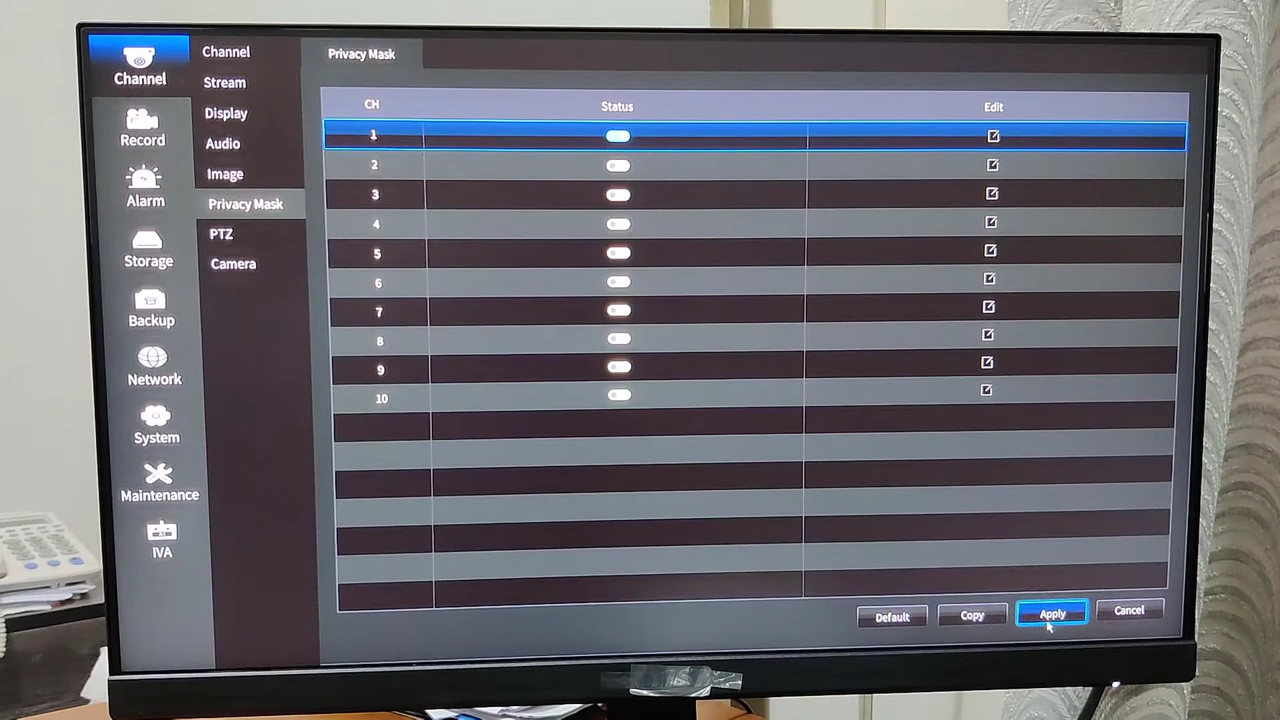 Channel
Record
Alarm
Storage
Backup
Network
System
Maintenance
IVA
Channel
Stream
Display
Audio
Image
Privacy Mask
PTZ
Camera
Privacy Mask
CH Status Edit
1
2
3
4
5
6
7
8
9
10
Default Copy Apply Cancel